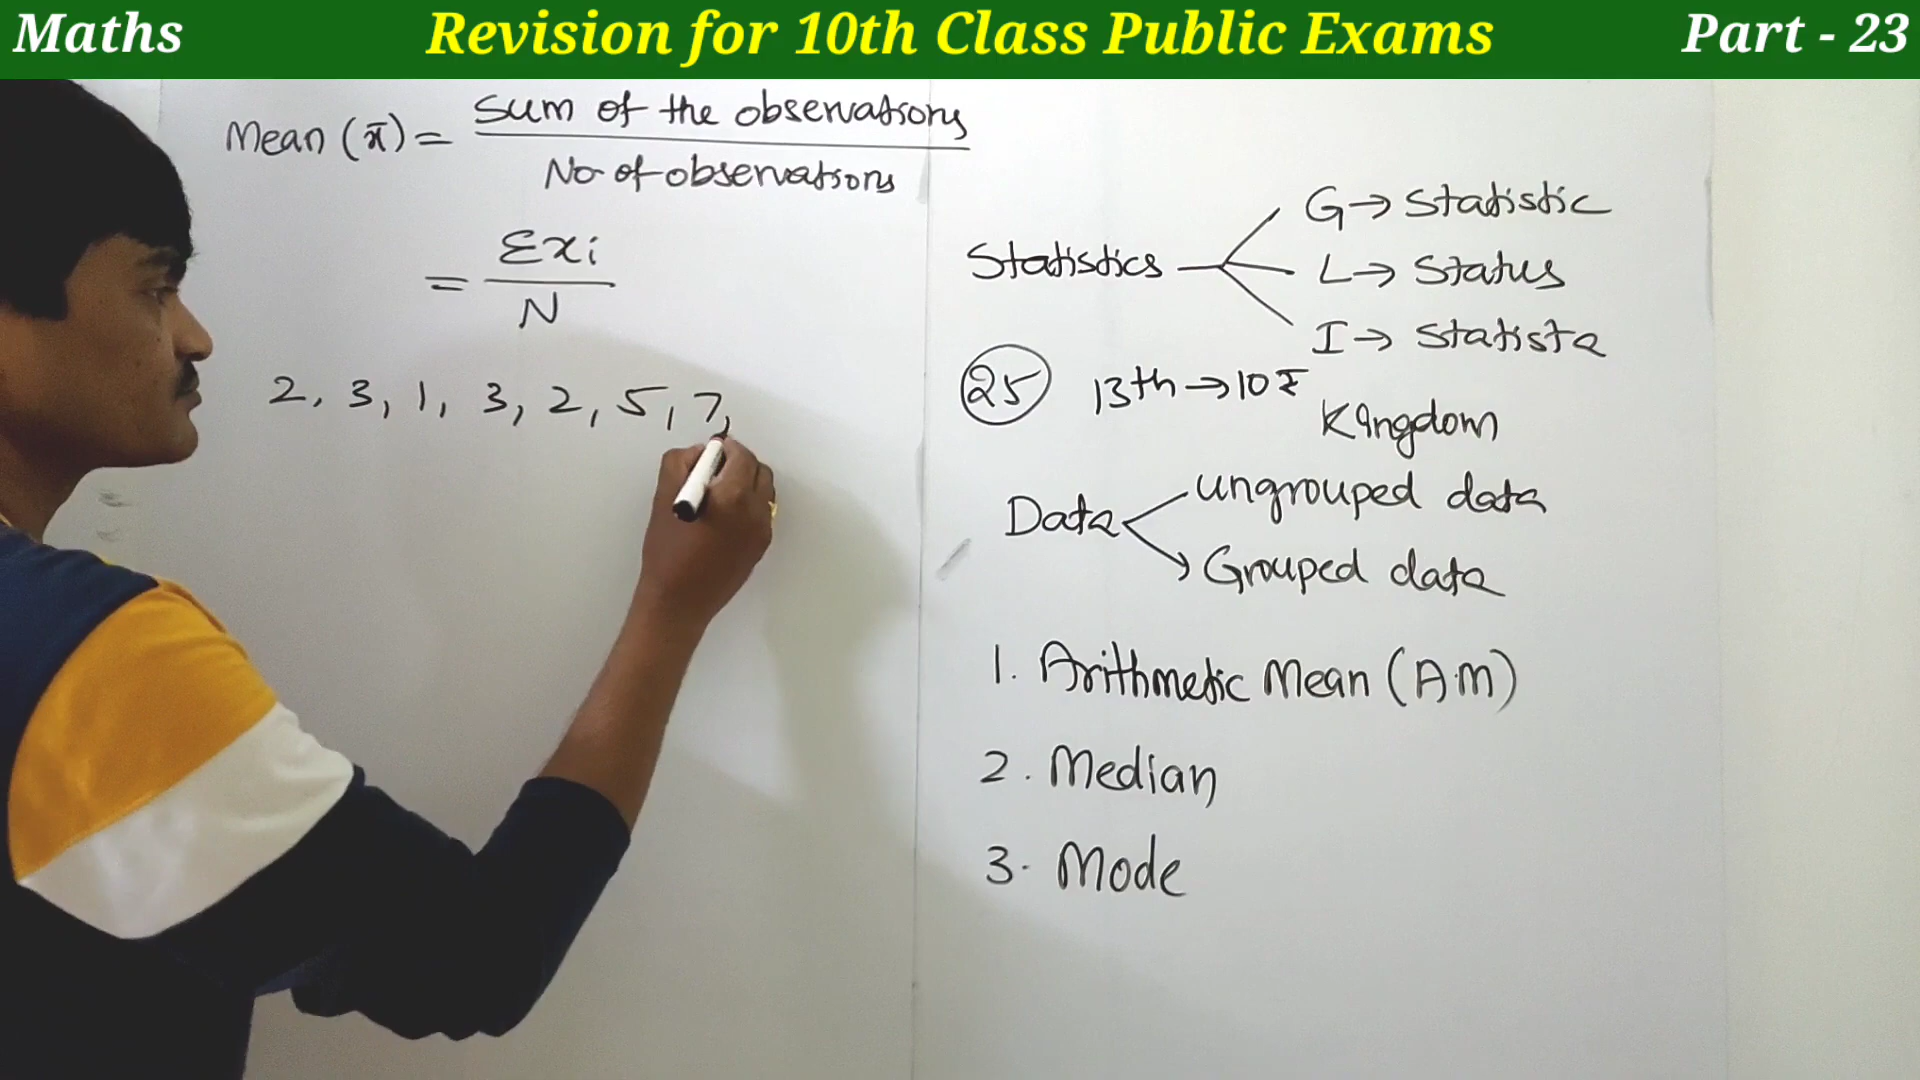 Maths
Revision for 10th Class Public Exams
Part - 23
Mean (x̄) = Sum of the observations / No of observations
= Σxi / N
2, 3, 1, 3, 2, 5, 7,
Statistics
G → Statistic
L → Status
I → Statista
25
13th → 10₹
Kingdom
Data
ungrouped data
Grouped data
1. Arithmetic Mean (A.M)
2. Median
3. Mode